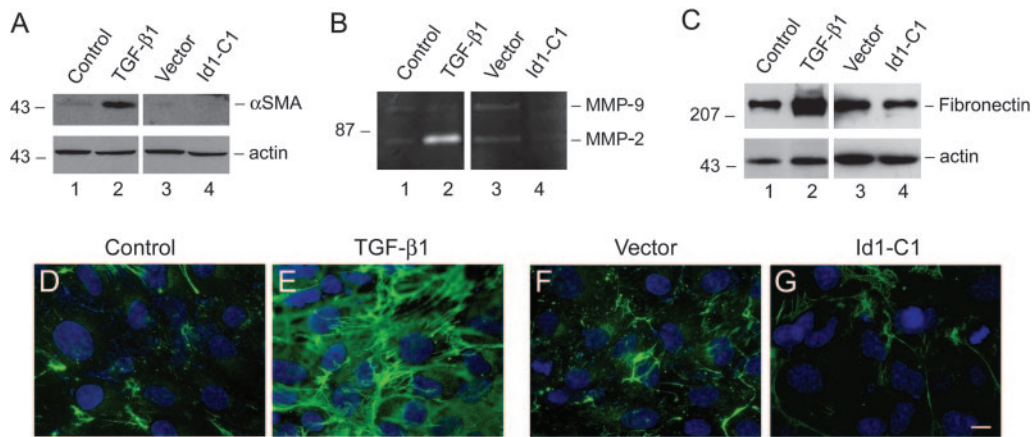 A
Control
TGF-β1
Vector
Id1-C1
43 –
– αSMA
43 –
– actin
1 2 3 4
B
Control
TGF-β1
Vector
Id1-C1
87 –
– MMP-9
– MMP-2
1 2 3 4
C
Control
TGF-β1
Vector
Id1-C1
207 –
– Fibronectin
43 –
– actin
1 2 3 4
Control
TGF-β1
Vector
Id1-C1
D
E
F
G